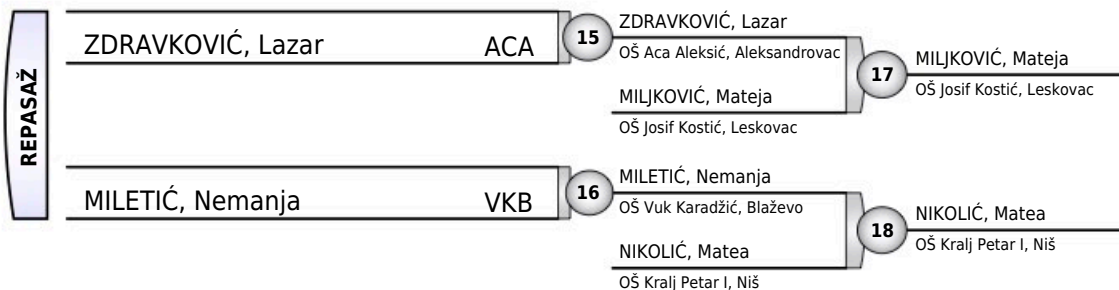 REPASAŽ
ZDRAVKOVIĆ, Lazar ACA
15
ZDRAVKOVIĆ, Lazar
OŠ Aca Aleksić, Aleksandrovac
MILJKOVIĆ, Mateja
OŠ Josif Kostić, Leskovac
17
MILJKOVIĆ, Mateja
OŠ Josif Kostić, Leskovac
MILETIĆ, Nemanja VKB
16
MILETIĆ, Nemanja
OŠ Vuk Karadžić, Blaževo
NIKOLIĆ, Matea
OŠ Kralj Petar I, Niš
18
NIKOLIĆ, Matea
OŠ Kralj Petar I, Niš